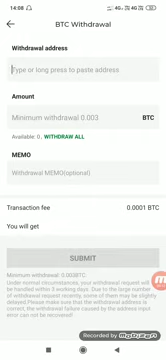 14:08
4G
4G
BTC Withdrawal
Withdrawal address
Type or long press to paste address
Amount
Minimum withdrawal 0.003 BTC
Available: 0, WITHDRAW ALL
MEMO
Withdrawal MEMO(optional)
Transaction fee 0.0001 BTC
You will get
SUBMIT
Minimum withdrawal: 0.003BTC
Under normal circumstances, your withdrawal request will
be handled within 3 working days. Due to the large number
of withdrawal request recently, some of them may be slightly
delayed. Please make sure that the withdrawal address is
correct, the withdrawal failure caused by the address input
error can not be recovered!
Recorded by
mobizen